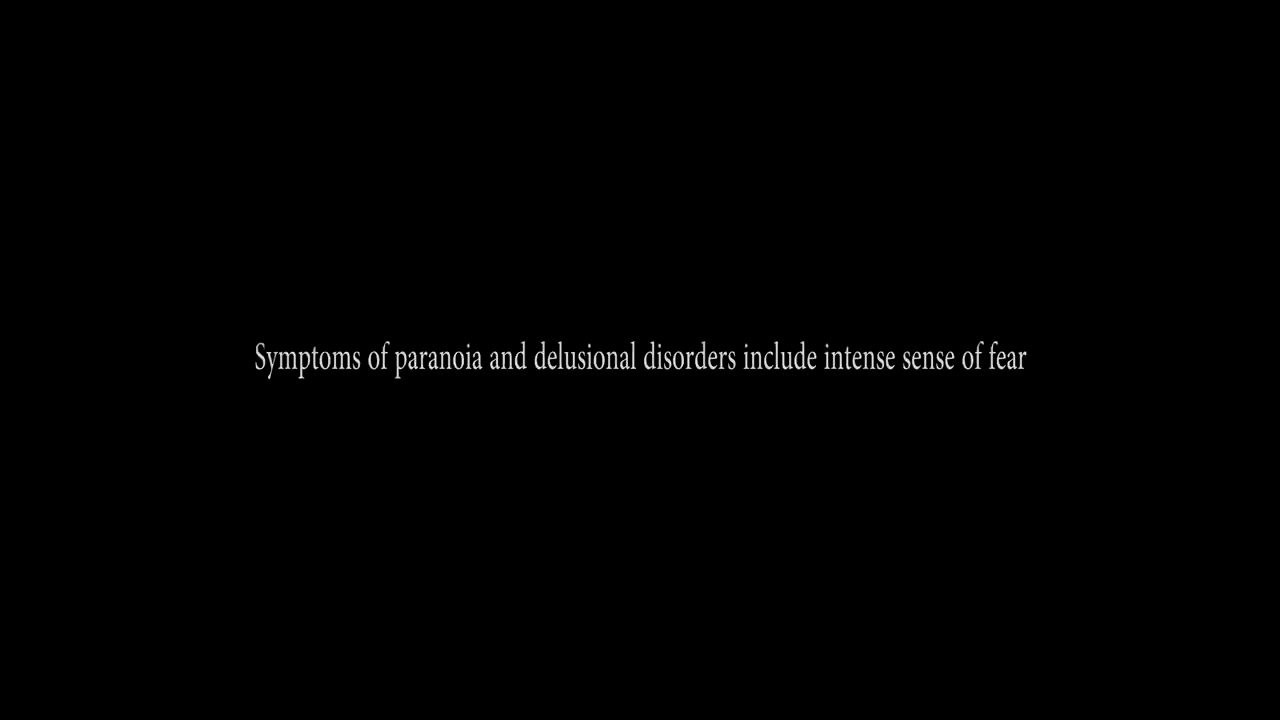 Symptoms of paranoia and delusional disorders include intense sense of fear